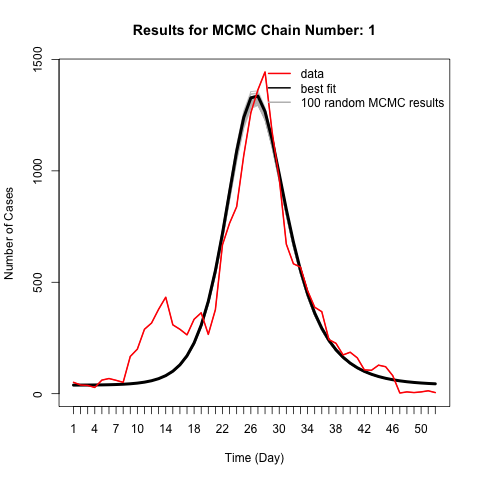 Results for MCMC Chain Number: 1
data
best fit
100 random MCMC results
Number of Cases
1500
1000
500
0
1 4 7 10 14 18 22 26 30 34 38 42 46 50
Time (Day)